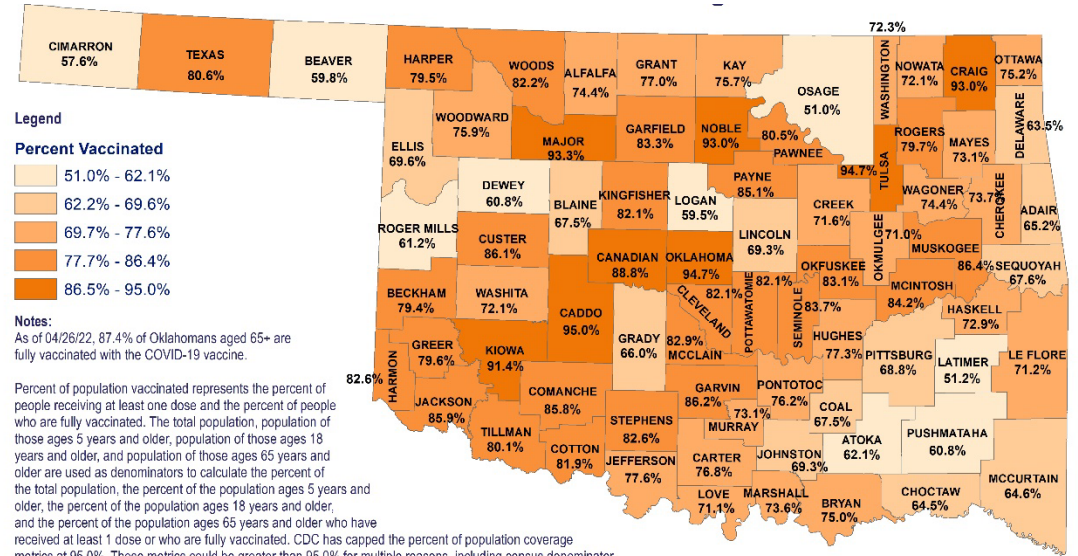 72.3%
CIMARRON
57.6%
TEXAS
80.6%
BEAVER
59.8%
HARPER
79.5%
WOODS
82.2%
ALFALFA
74.4%
GRANT
77.0%
KAY
75.7%
OSAGE
51.0%
WASHINGTON
NOWATA
72.1%
CRAIG
93.0%
OTTAWA
75.2%
DELAWARE
63.5%
Legend
Percent Vaccinated
51.0% - 62.1%
62.2% - 69.6%
69.7% - 77.6%
77.7% - 86.4%
86.5% - 95.0%
ELLIS
69.6%
WOODWARD
75.9%
MAJOR
93.3%
GARFIELD
83.3%
NOBLE
93.0%
80.5%
PAWNEE
TULSA
94.7%
ROGERS
79.7%
MAYES
73.1%
DEWEY
60.8%
BLAINE
67.5%
KINGFISHER
82.1%
LOGAN
59.5%
PAYNE
85.1%
CREEK
71.6%
WAGONER
74.4%
73.7%
CHEROKEE
ADAIR
65.2%
ROGER MILLS
61.2%
CUSTER
86.1%
CANADIAN
88.8%
OKLAHOMA
94.7%
LINCOLN
69.3%
OKMULGEE
71.0%
MUSKOGEE
86.4%
SEQUOYAH
67.6%
OKFUSKEE
83.1%
MCINTOSH
84.2%
BECKHAM
79.4%
WASHITA
72.1%
CADDO
95.0%
GRADY
66.0%
CLEVELAND
82.1%
POTTAWATOMIE
82.1%
SEMINOLE
83.7%
HUGHES
77.3%
PITTSBURG
68.8%
HASKELL
72.9%
LATIMER
51.2%
LE FLORE
71.2%
Notes:
As of 04/26/22, 87.4% of Oklahomans aged 65+ are
fully vaccinated with the COVID-19 vaccine.
82.6%
HARMON
GREER
79.6%
KIOWA
91.4%
JACKSON
85.9%
COMANCHE
85.8%
82.9%
MCCLAIN
GARVIN
86.2%
PONTOTOC
76.2%
COAL
67.5%
ATOKA
62.1%
PUSHMATAHA
60.8%
MCCURTAIN
64.6%
TILLMAN
80.1%
COTTON
81.9%
STEPHENS
82.6%
JEFFERSON
77.6%
73.1%
MURRAY
CARTER
76.8%
JOHNSTON
69.3%
LOVE
71.1%
MARSHALL
73.6%
BRYAN
75.0%
CHOCTAW
64.5%
Percent of population vaccinated represents the percent of
people receiving at least one dose and the percent of people
who are fully vaccinated. The total population, population of
those ages 5 years and older, population of those ages 18
years and older, and population of those ages 65 years and
older are used as denominators to calculate the percent of
the total population, the percent of the population ages 5 years and
older, the percent of the population ages 18 years and older,
and the percent of the population ages 65 years and older who have
received at least 1 dose or who are fully vaccinated. CDC has capped the percent of population coverage
metrics at 95.0%. These metrics could be greater than 95.0% for multiple reasons, including census denominator